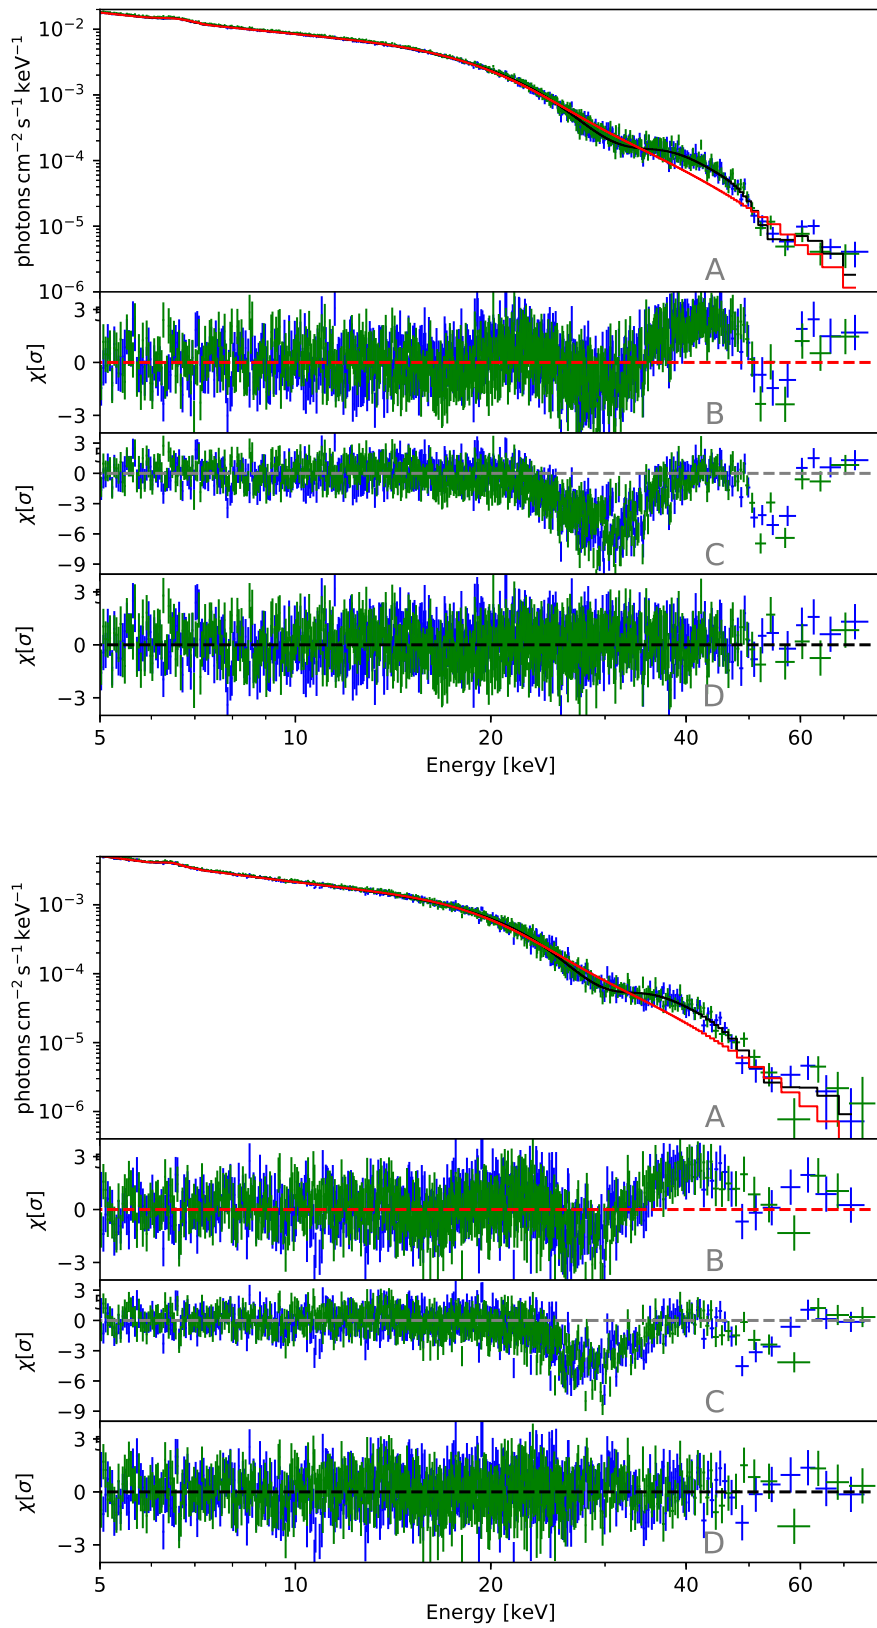 10⁻²
10⁻³
10⁻⁴
10⁻⁵
10⁻⁶
photons cm⁻² s⁻¹ keV⁻¹
A
3
0
−3
χ[σ]
B
3
0
−3
−6
−9
χ[σ]
C
3
0
−3
χ[σ]
D
5 10 20 40 60
Energy [keV]
10⁻³
10⁻⁴
10⁻⁵
10⁻⁶
photons cm⁻² s⁻¹ keV⁻¹
A
3
0
−3
χ[σ]
B
3
0
−3
−6
−9
χ[σ]
C
3
0
−3
χ[σ]
D
5 10 20 40 60
Energy [keV]